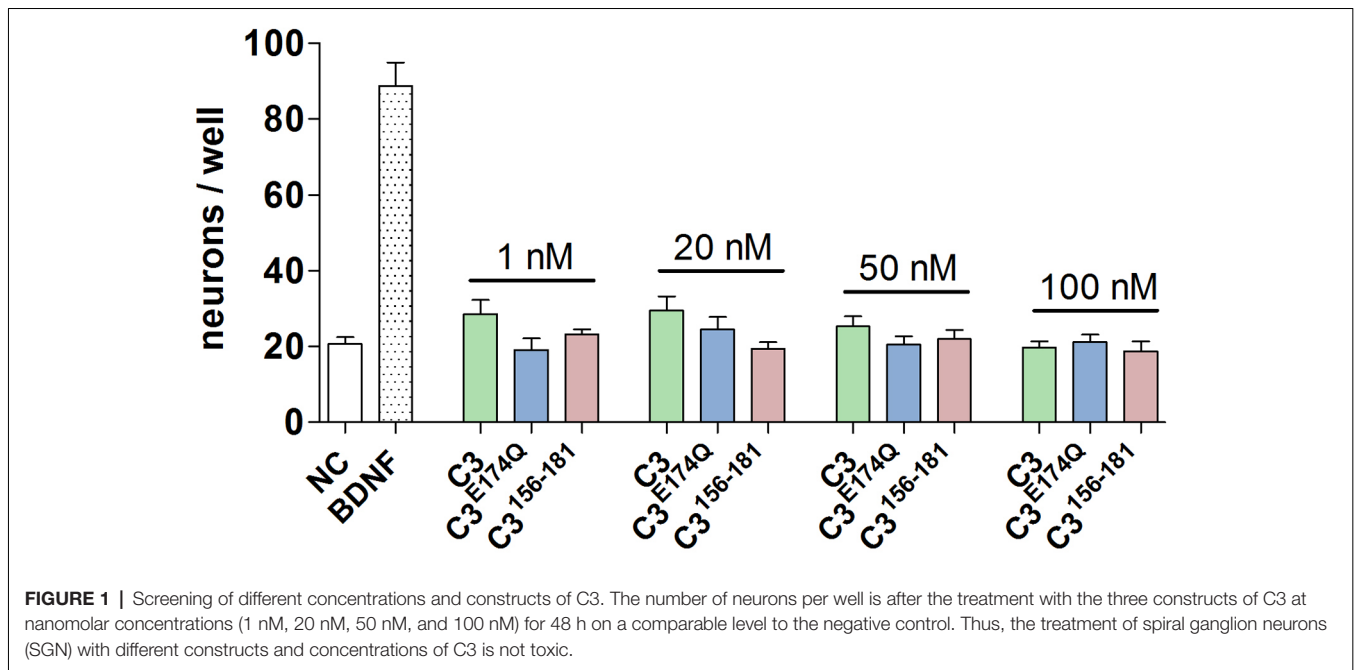 100
80
60
40
20
0
neurons / well
1 nM
20 nM
50 nM
100 nM
NC
BDNF
C3
C3E174Q
C3156-181
C3
C3E174Q
C3156-181
C3
C3E174Q
C3156-181
C3
C3E174Q
C3156-181
FIGURE 1 | Screening of different concentrations and constructs of C3. The number of neurons per well is after the treatment with the three constructs of C3 at
nanomolar concentrations (1 nM, 20 nM, 50 nM, and 100 nM) for 48 h on a comparable level to the negative control. Thus, the treatment of spiral ganglion neurons
(SGN) with different constructs and concentrations of C3 is not toxic.